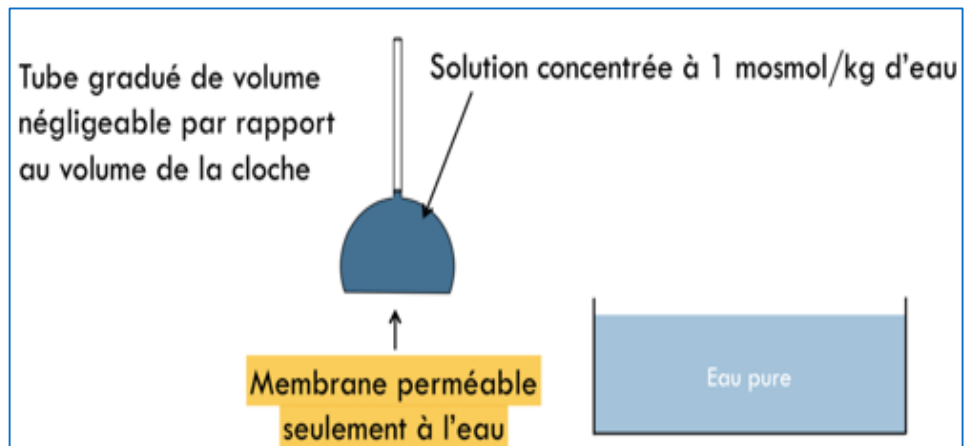 Tube gradué de volume
négligeable par rapport
au volume de la cloche
Solution concentrée à 1 mosmol/kg d'eau
Membrane perméable
seulement à l'eau
Eau pure